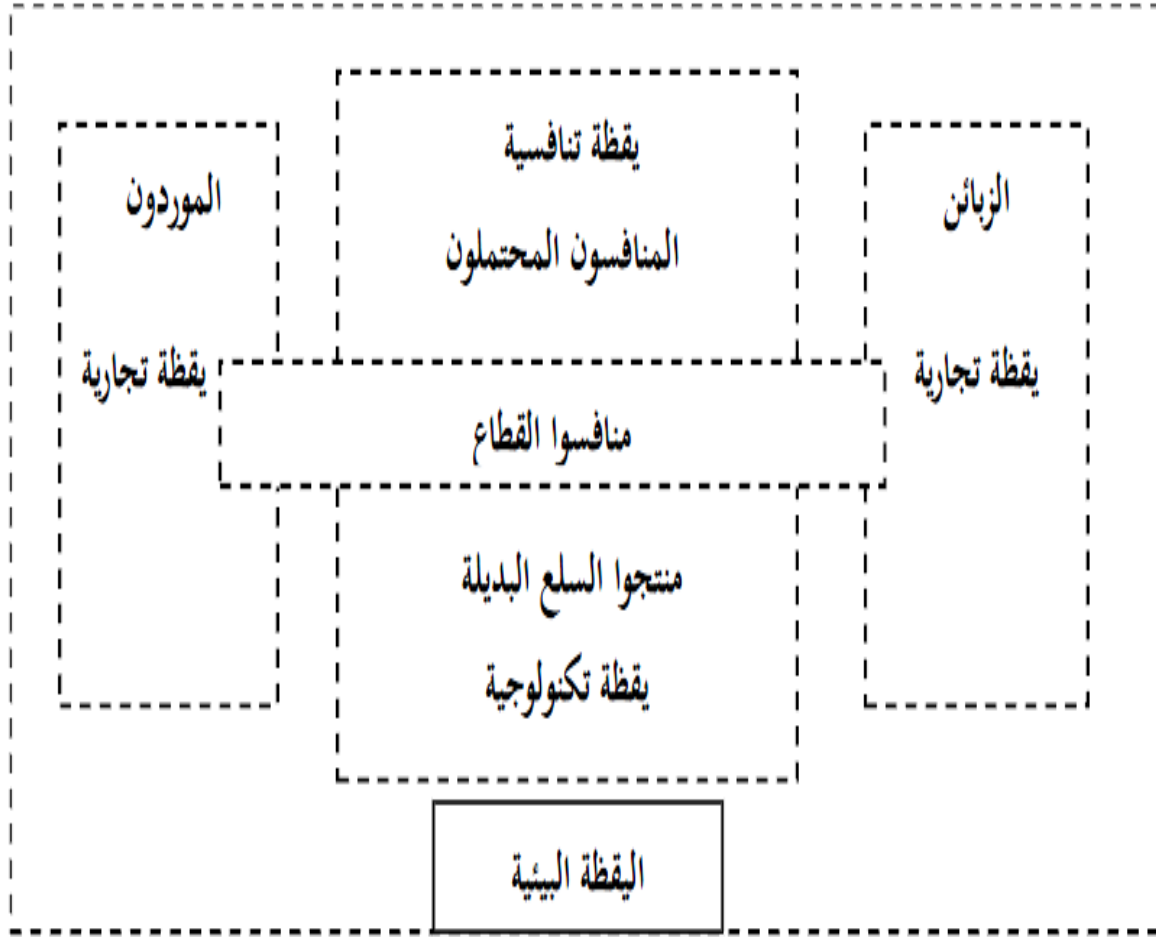 يقظة تنافسية
المنافسون المحتملون
الزبائن
يقظة تجارية
الموردون
يقظة تجارية
منافسوا القطاع
منتجوا السلع البديلة
يقظة تكنولوجية
اليقظة البيئية